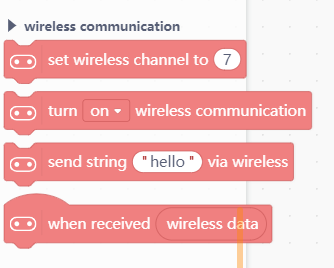 wireless communication
set wireless channel to 7
turn on wireless communication
send string "hello" via wireless
when received wireless data